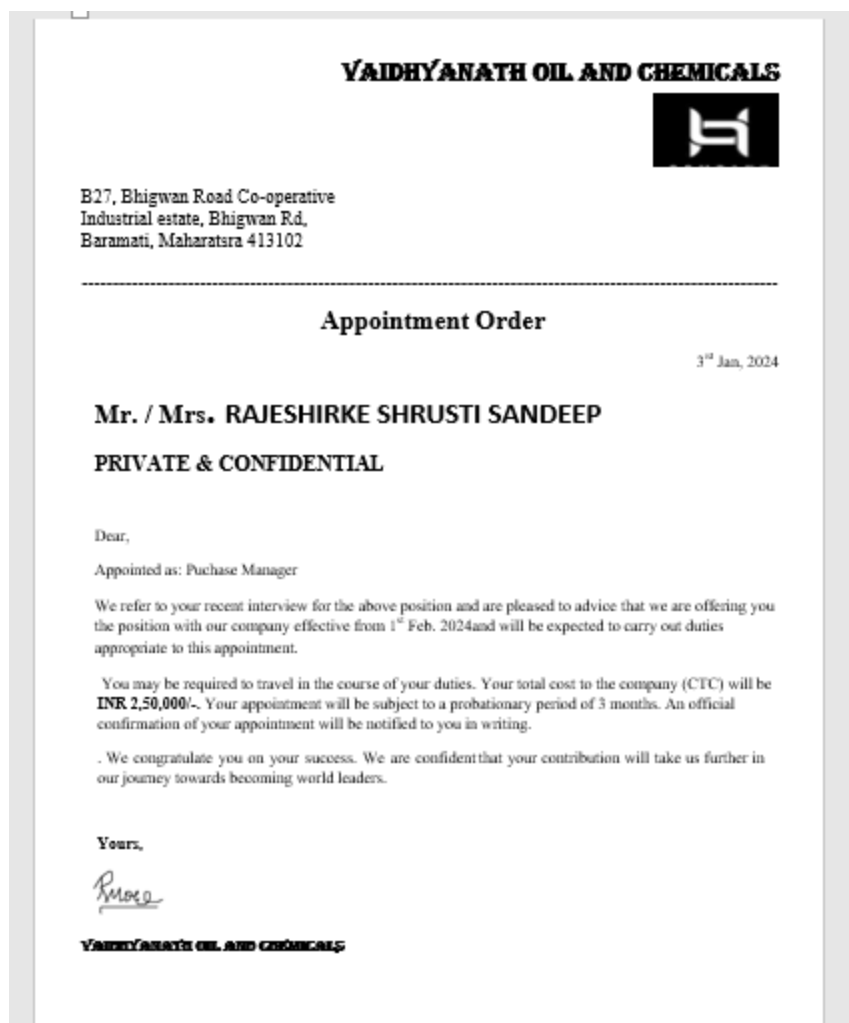 VAIDHYANATH OIL AND CHEMICALS
B27, Bhigwan Road Co-operative
Industrial estate, Bhigwan Rd,
Baramati, Maharatsra 413102
Appointment Order
3rd Jan, 2024
Mr. / Mrs. RAJESHIRKE SHRUSTI SANDEEP
PRIVATE & CONFIDENTIAL
Dear,
Appointed as: Puchase Manager
We refer to your recent interview for the above position and are pleased to advice that we are offering you
the position with our company effective from 1st Feb. 2024and will be expected to carry out duties
appropriate to this appointment.
You may be required to travel in the course of your duties. Your total cost to the company (CTC) will be
INR 2,50,000/-. Your appointment will be subject to a probationary period of 3 months. An official
confirmation of your appointment will be notified to you in writing.
. We congratulate you on your success. We are confident that your contribution will take us further in
our journey towards becoming world leaders.
Yours,
VAIDHYANATH OIL AND CHEMICALS